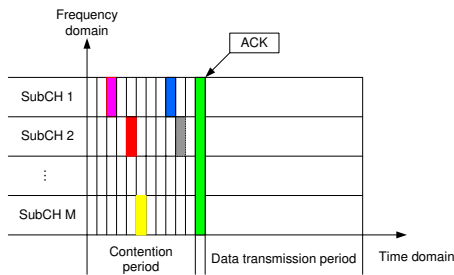 Frequency
domain
ACK
SubCH 1
SubCH 2
⋮
SubCH M
Contention
period
Data transmission period
Time domain